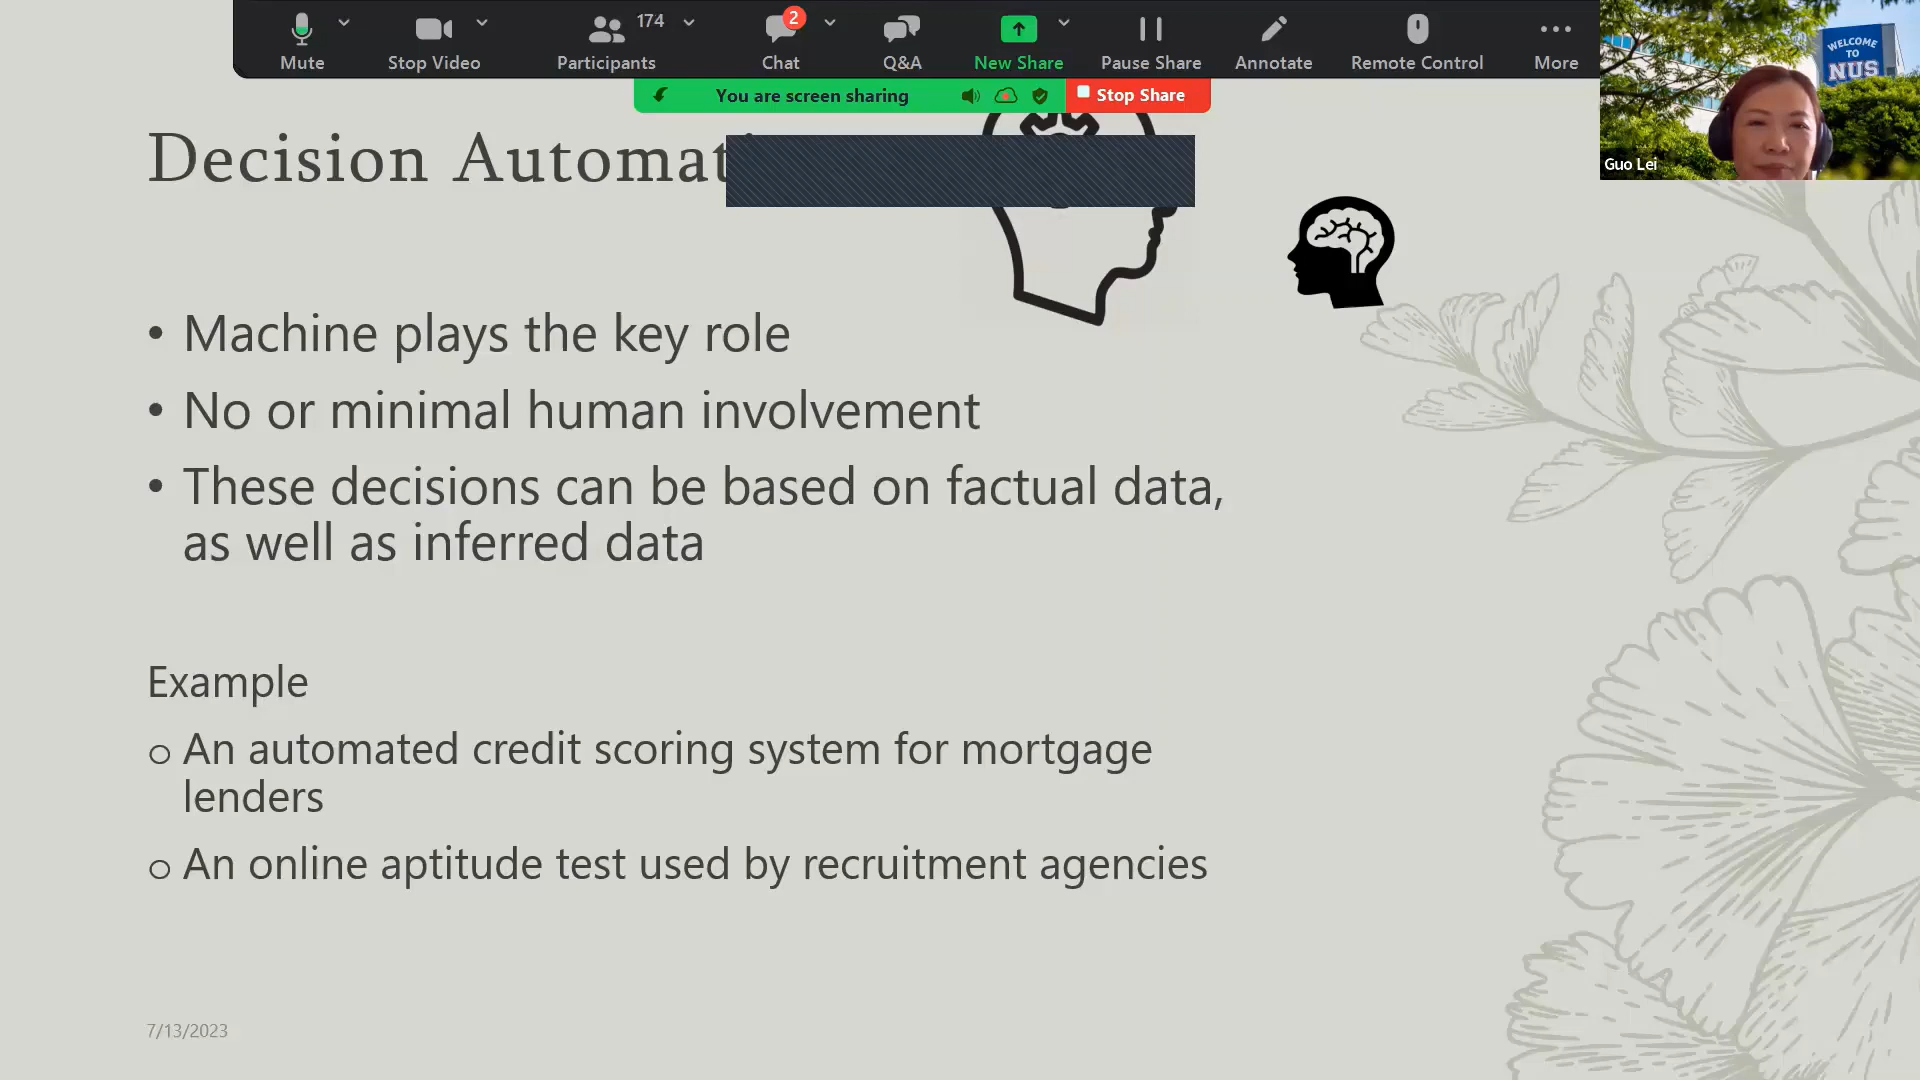 Mute
Stop Video
174
Participants
2
Chat
Q&A
New Share
Pause Share
Annotate
Remote Control
More
WELCOME
TO
NUS
You are screen sharing
Stop Share
Guo Lei
Decision
• Machine plays the key role
• No or minimal human involvement
• These decisions can be based on factual data,
as well as inferred data
Example
o An automated credit scoring system for mortgage
lenders
o An online aptitude test used by recruitment agencies
7/13/2023